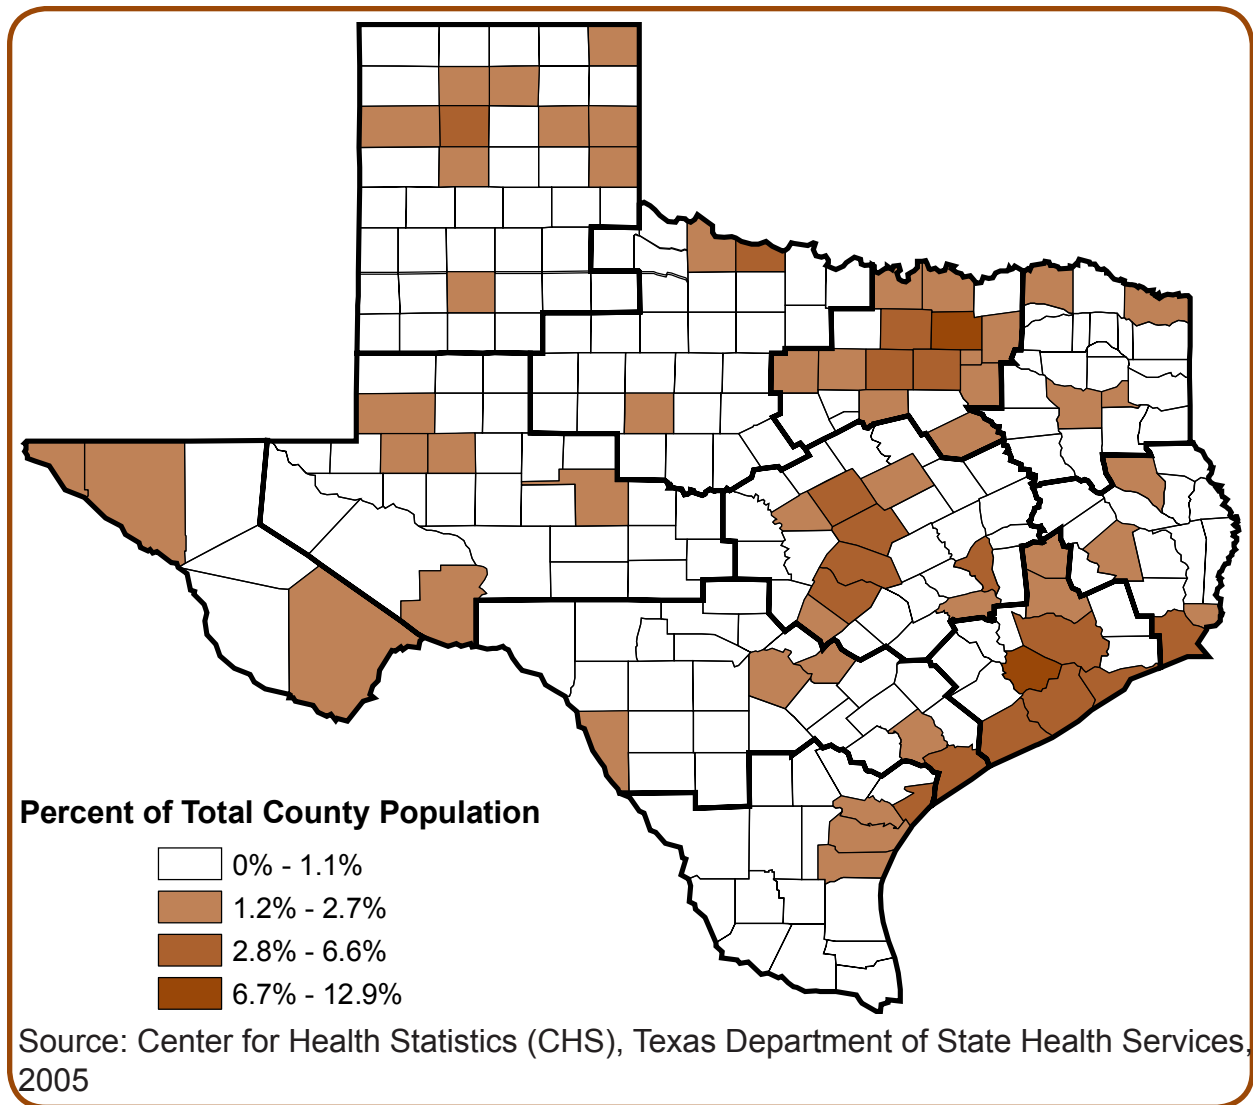 Percent of Total County Population
0% - 1.1%
1.2% - 2.7%
2.8% - 6.6%
6.7% - 12.9%
Source: Center for Health Statistics (CHS), Texas Department of State Health Services,
2005